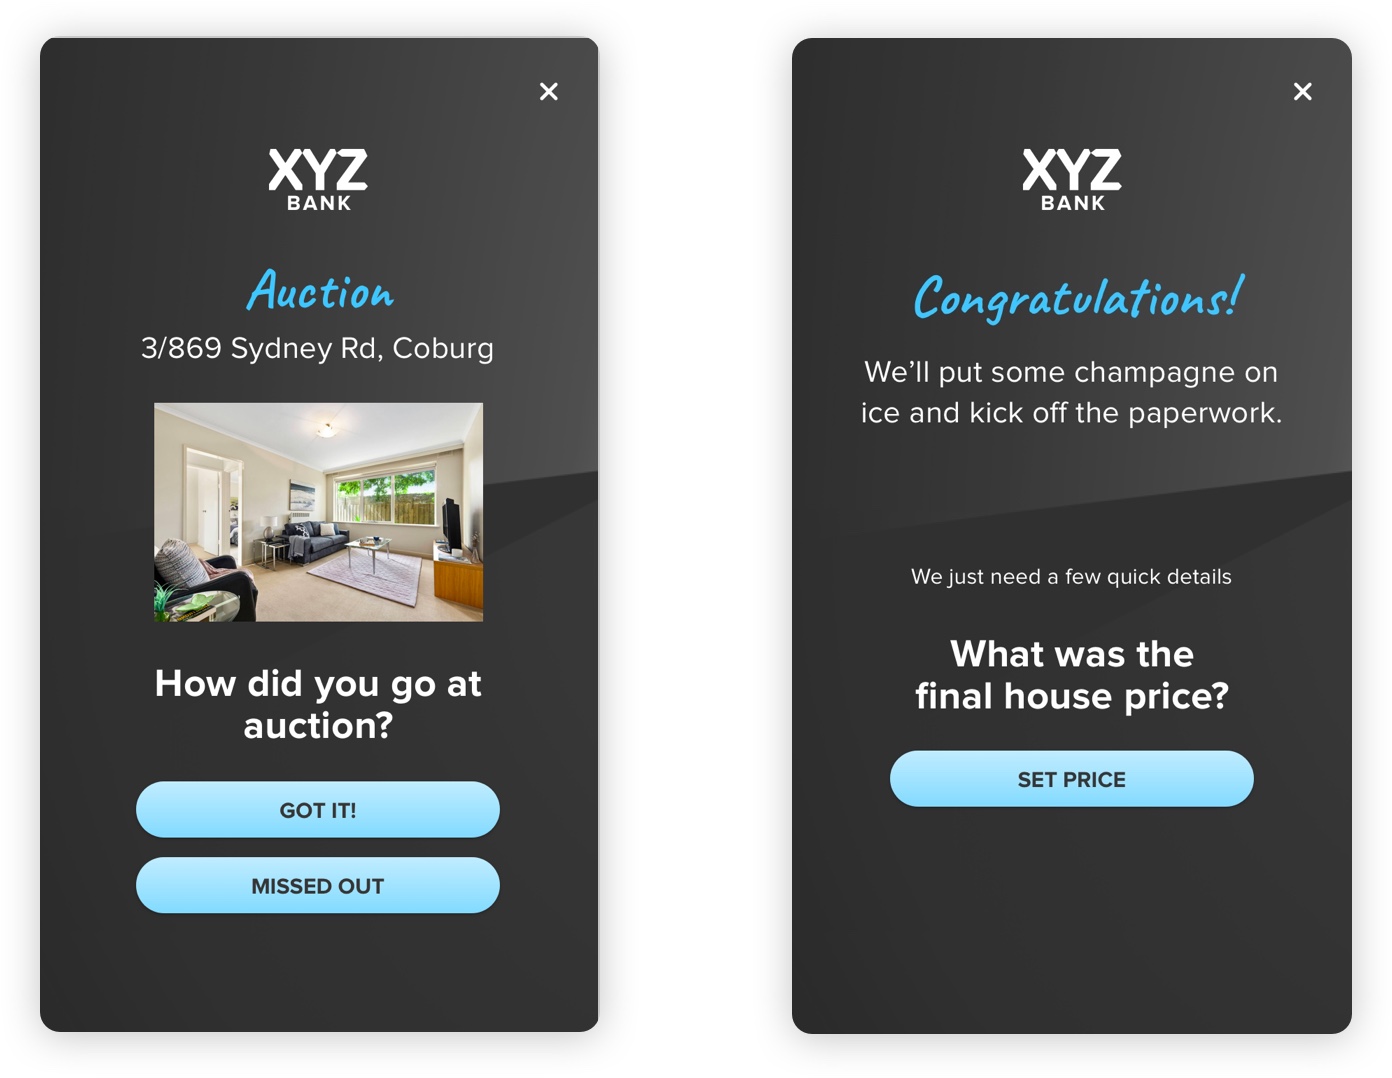 XYZ
BANK
Auction
3/869 Sydney Rd, Coburg
How did you go at
auction?
GOT IT!
MISSED OUT
XYZ
BANK
Congratulations!
We’ll put some champagne on
ice and kick off the paperwork.
We just need a few quick details
What was the
final house price?
SET PRICE